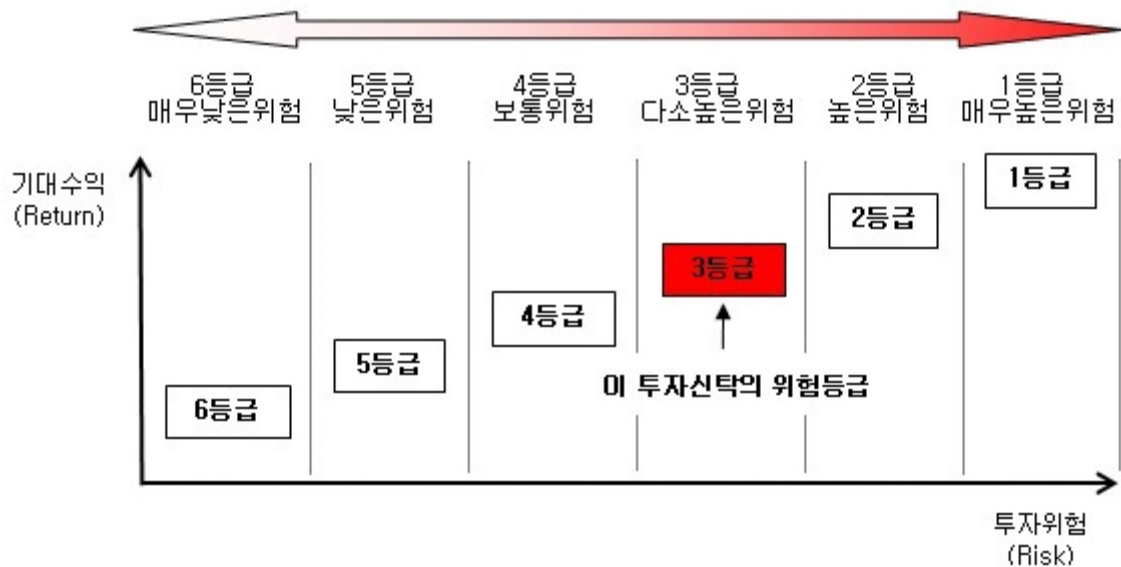 6등급 5등급 4등급 3등급 2등급 1등급
매우낮은위험 낮은위험 보통위험 다소높은위험 높은위험 매우높은위험
기대수익
(Return)
1등급
2등급
3등급
4등급
5등급
이 투자신탁의 위험등급
6등급
투자위험
(Risk)